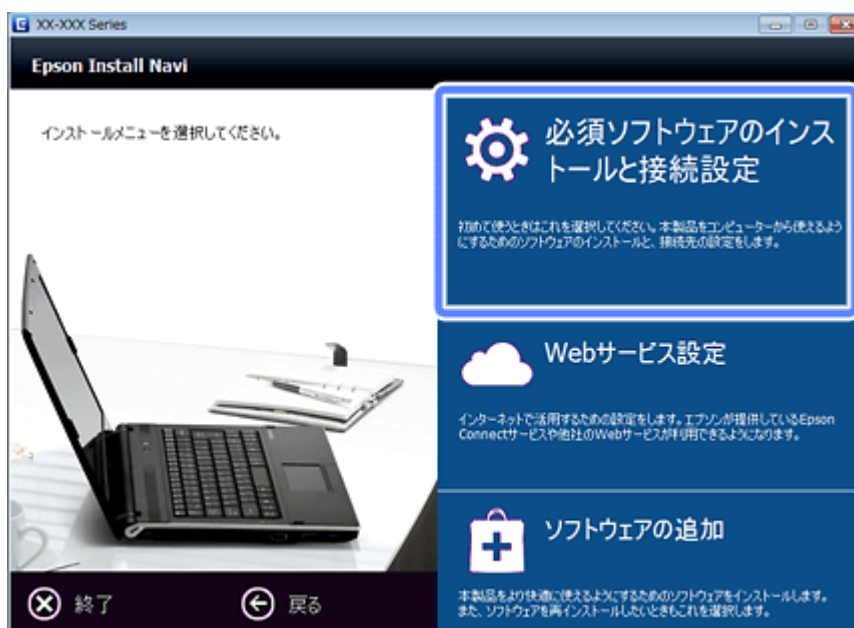 XX-XXX Series
Epson Install Navi
インストールメニューを選択してください。
必須ソフトウェアのインス
トールと接続設定
初めて使うときはこれを選択してください。本製品をコンピューターから使えるよう
にするためのソフトウェアのインストールと、接続先の設定をします。
Webサービス設定
インターネットで活用するための設定をします。エプソンが提供しているEpson
Connectサービスや他社のWebサービスが利用できるようになります。
ソフトウェアの追加
本製品をより快適に使えるようにするためのソフトウェアをインストールします。
また、ソフトウェアを再インストールしたいときもこれを選択します。
終了
戻る